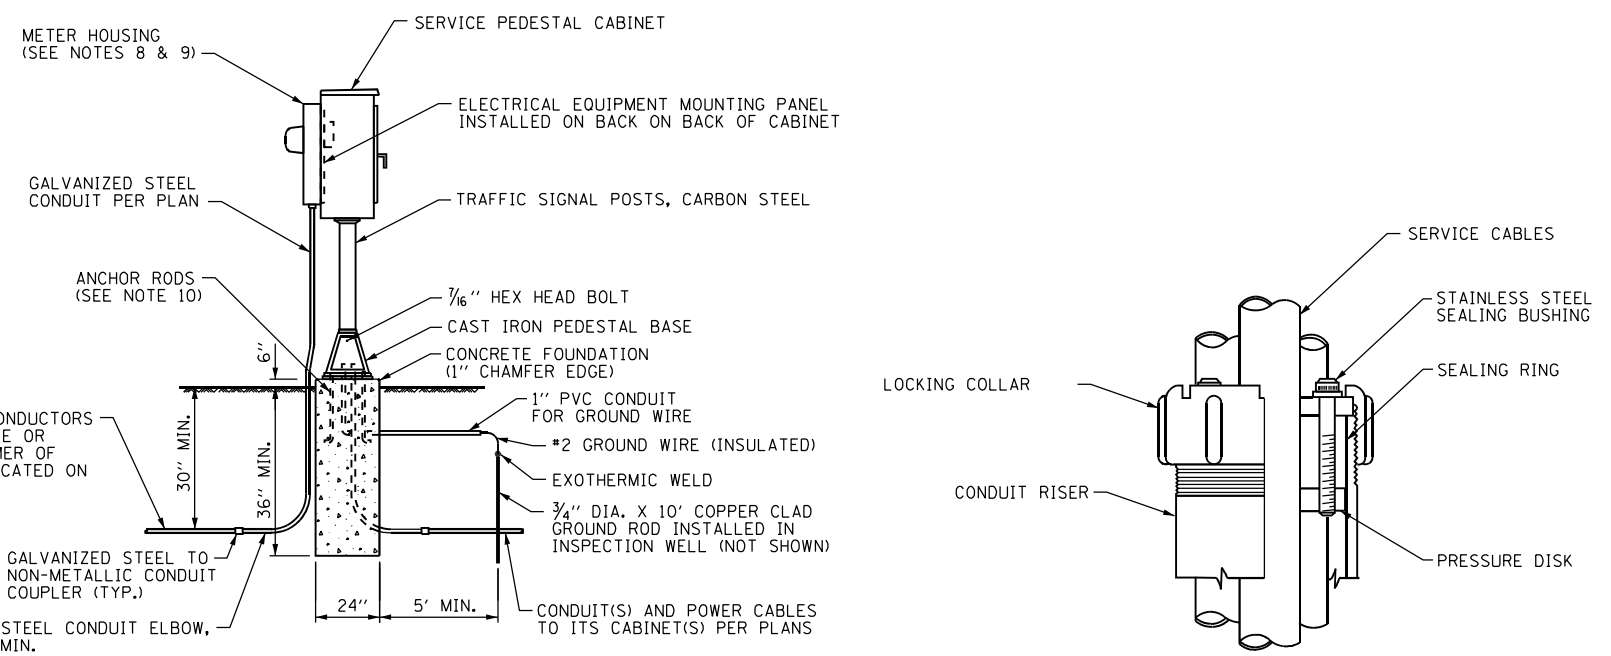 SERVICE PEDESTAL CABINET
METER HOUSING
(SEE NOTES 8 & 9)
ELECTRICAL EQUIPMENT MOUNTING PANEL
INSTALLED ON BACK ON BACK OF CABINET
GALVANIZED STEEL
CONDUIT PER PLAN
TRAFFIC SIGNAL POSTS, CARBON STEEL
ANCHOR RODS
(SEE NOTE 10)
7/16" HEX HEAD BOLT
CAST IRON PEDESTAL BASE
6"
CONCRETE FOUNDATION
(1" CHAMFER EDGE)
1" PVC CONDUIT
FOR GROUND WIRE
#2 GROUND WIRE (INSULATED)
OR
OF
ON
30" MIN.
36" MIN.
EXOTHERMIC WELD
3/4" DIA. X 10' COPPER CLAD
GROUND ROD INSTALLED IN
INSPECTION WELL (NOT SHOWN)
GALVANIZED STEEL TO
NON-METALLIC CONDUIT
COUPLER (TYP.)
24"
5' MIN.
CONDUIT(S) AND POWER CABLES
TO ITS CABINET(S) PER PLANS
STEEL CONDUIT ELBOW,
MIN.
SERVICE CABLES
STAINLESS STEEL
SEALING BUSHING
SEALING RING
LOCKING COLLAR
CONDUIT RISER
PRESSURE DISK